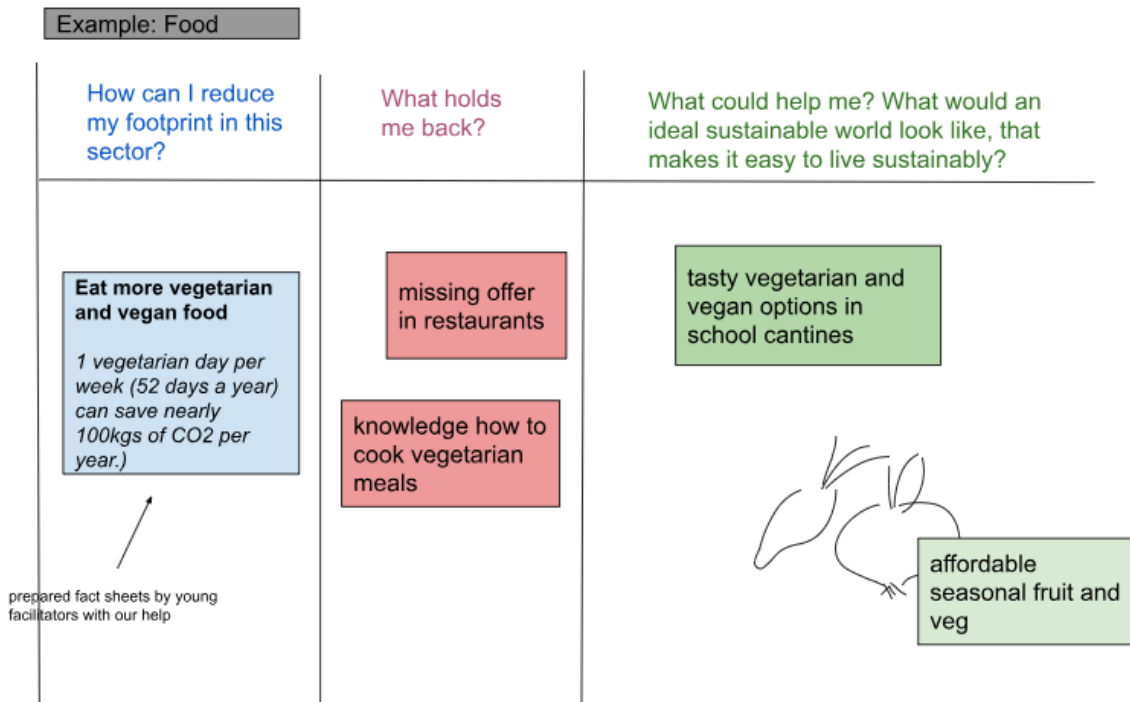 Example: Food
How can I reduce
my footprint in this
sector?
What holds
me back?
What could help me? What would an
ideal sustainable world look like, that
makes it easy to live sustainably?
Eat more vegetarian
and vegan food
1 vegetarian day per
week (52 days a year)
can save nearly
100kgs of CO2 per
year.)
prepared fact sheets by young
facilitators with our help
missing offer
in restaurants
knowledge how to
cook vegetarian
meals
tasty vegetarian and
vegan options in
school cantines
affordable
seasonal fruit and
veg